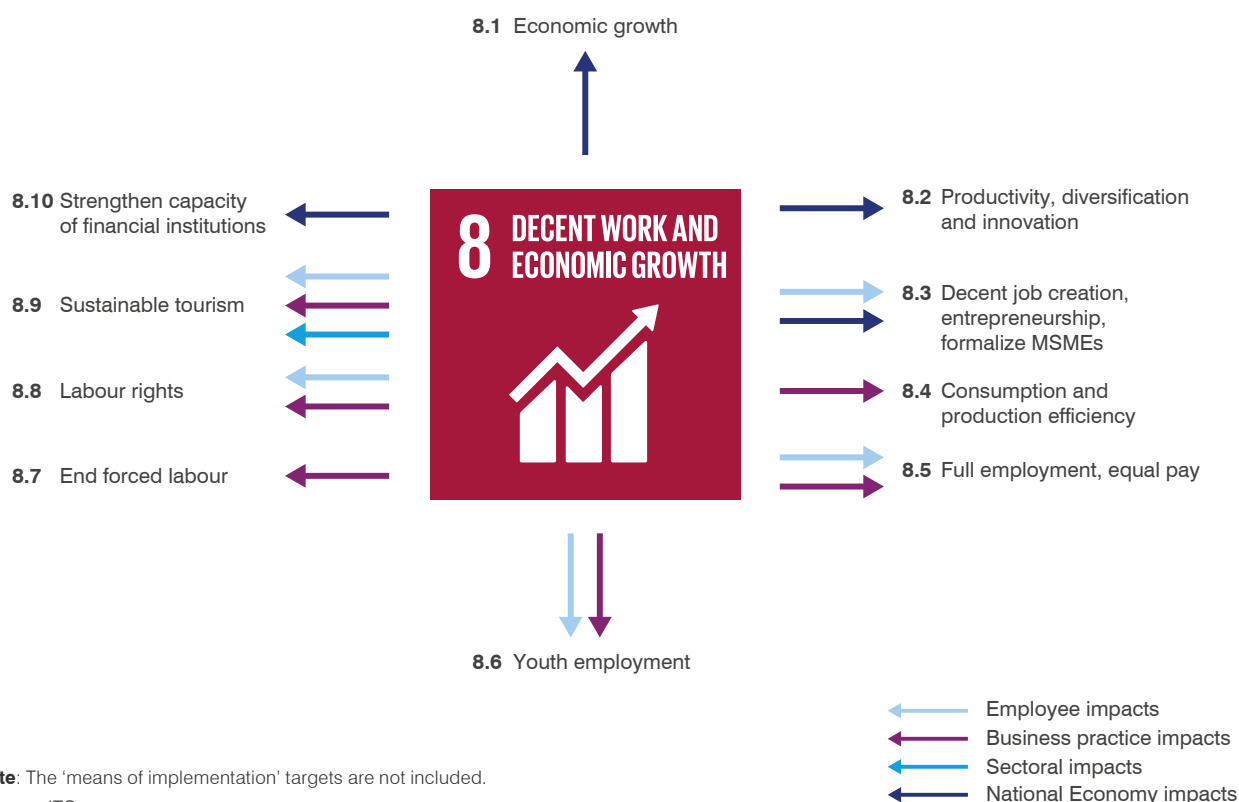 8.1 Economic growth
8.10 Strengthen capacity
of financial institutions
8.9 Sustainable tourism
8.8 Labour rights
8.7 End forced labour
8 DECENT WORK AND
ECONOMIC GROWTH
8.2 Productivity, diversification
and innovation
8.3 Decent job creation,
entrepreneurship,
formalize MSMEs
8.4 Consumption and
production efficiency
8.5 Full employment, equal pay
8.6 Youth employment
Employee impacts
Business practice impacts
Sectoral impacts
National Economy impacts
te: The ‘means of implementation’ targets are not included.